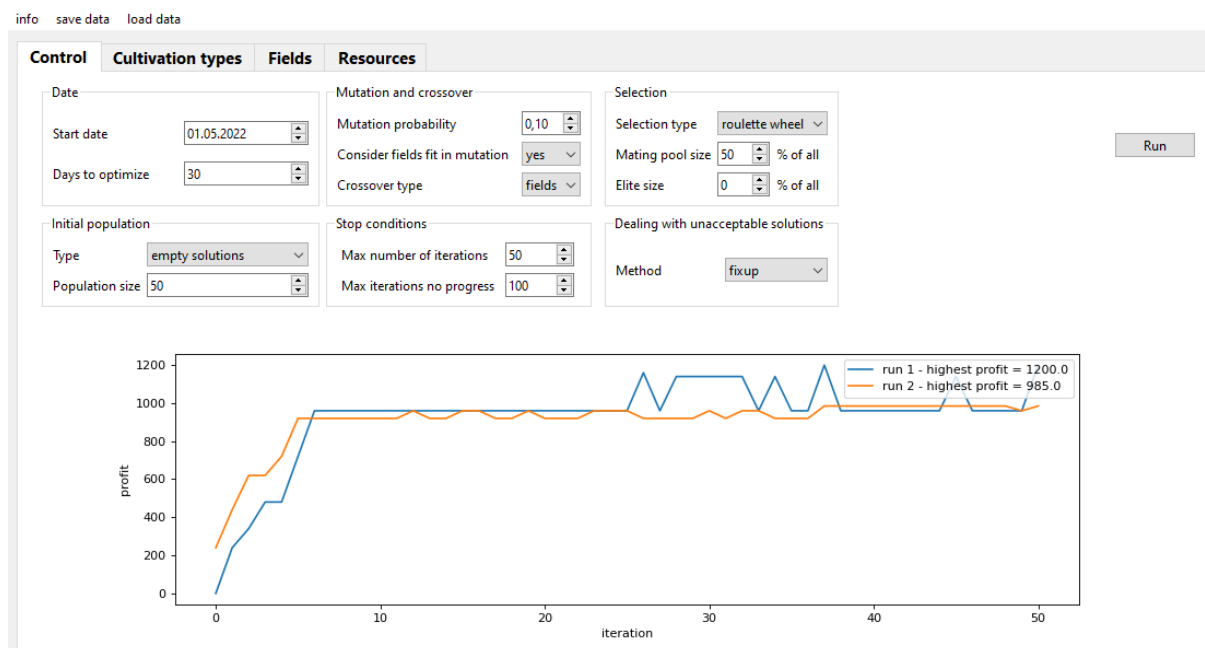 info save data load data
Control Cultivation types Fields Resources
Date
Start date 01.05.2022
Days to optimize 30
Mutation and crossover
Mutation probability 0,10
Consider fields fit in mutation yes
Crossover type fields
Selection
Selection type roulette wheel
Mating pool size 50 % of all
Elite size 0 % of all
Run
Initial population
Type empty solutions
Population size 50
Stop conditions
Max number of iterations 50
Max iterations no progress 100
Dealing with unacceptable solutions
Method fixup
run 1 - highest profit = 1200.0
run 2 - highest profit = 985.0
1200
1000
800
600
400
200
0
profit
0 10 20 30 40 50
iteration